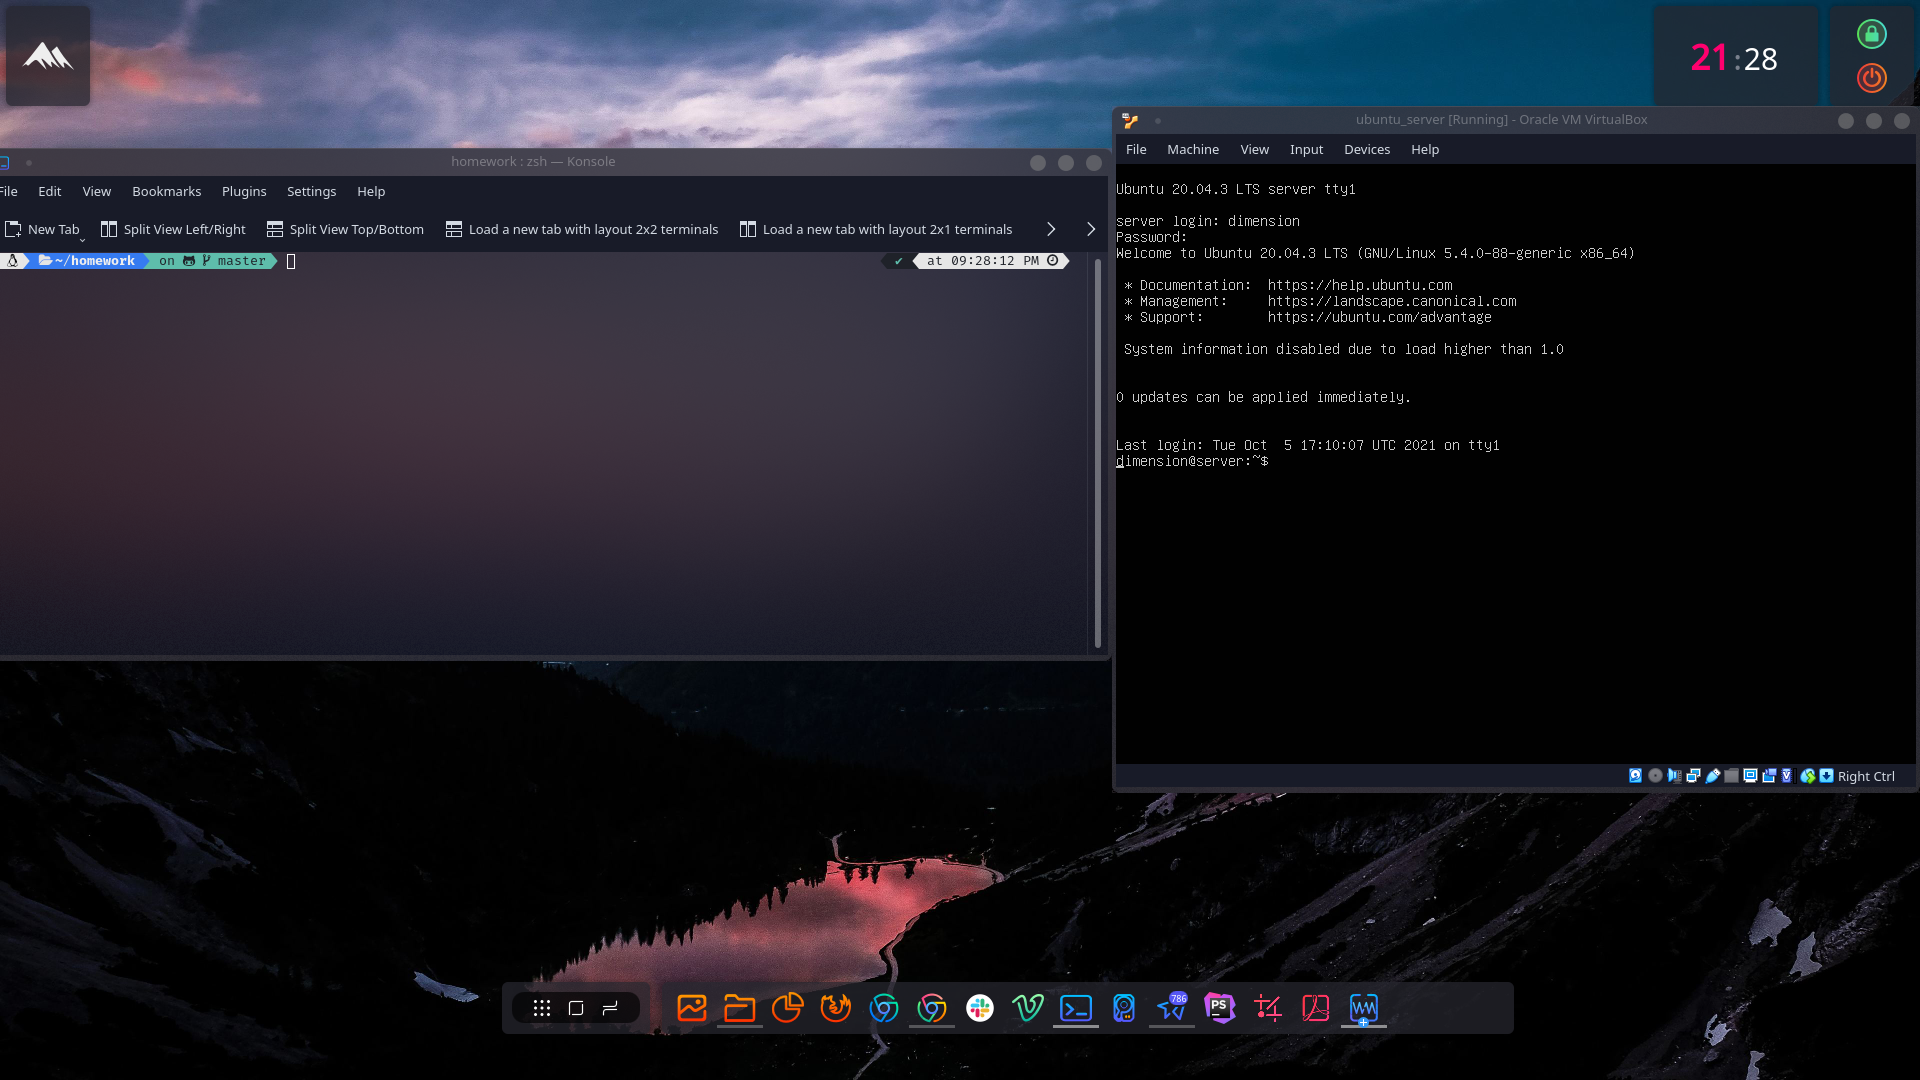 21:28
homework : zsh — Konsole
File Edit View Bookmarks Plugins Settings Help
New Tab Split View Left/Right Split View Top/Bottom Load a new tab with layout 2x2 terminals Load a new tab with layout 2x1 terminals
~/homework on master ✔ at 09:28:12 PM
ubuntu_server [Running] - Oracle VM VirtualBox
File Machine View Input Devices Help
Ubuntu 20.04.3 LTS server tty1
server login: dimension
Password:
Welcome to Ubuntu 20.04.3 LTS (GNU/Linux 5.4.0-88-generic x86_64)
* Documentation: https://help.ubuntu.com
* Management: https://landscape.canonical.com
* Support: https://ubuntu.com/advantage
System information disabled due to load higher than 1.0
0 updates can be applied immediately.
Last login: Tue Oct 5 17:10:07 UTC 2021 on tty1
dimension@server:~$
Right Ctrl
786
PS